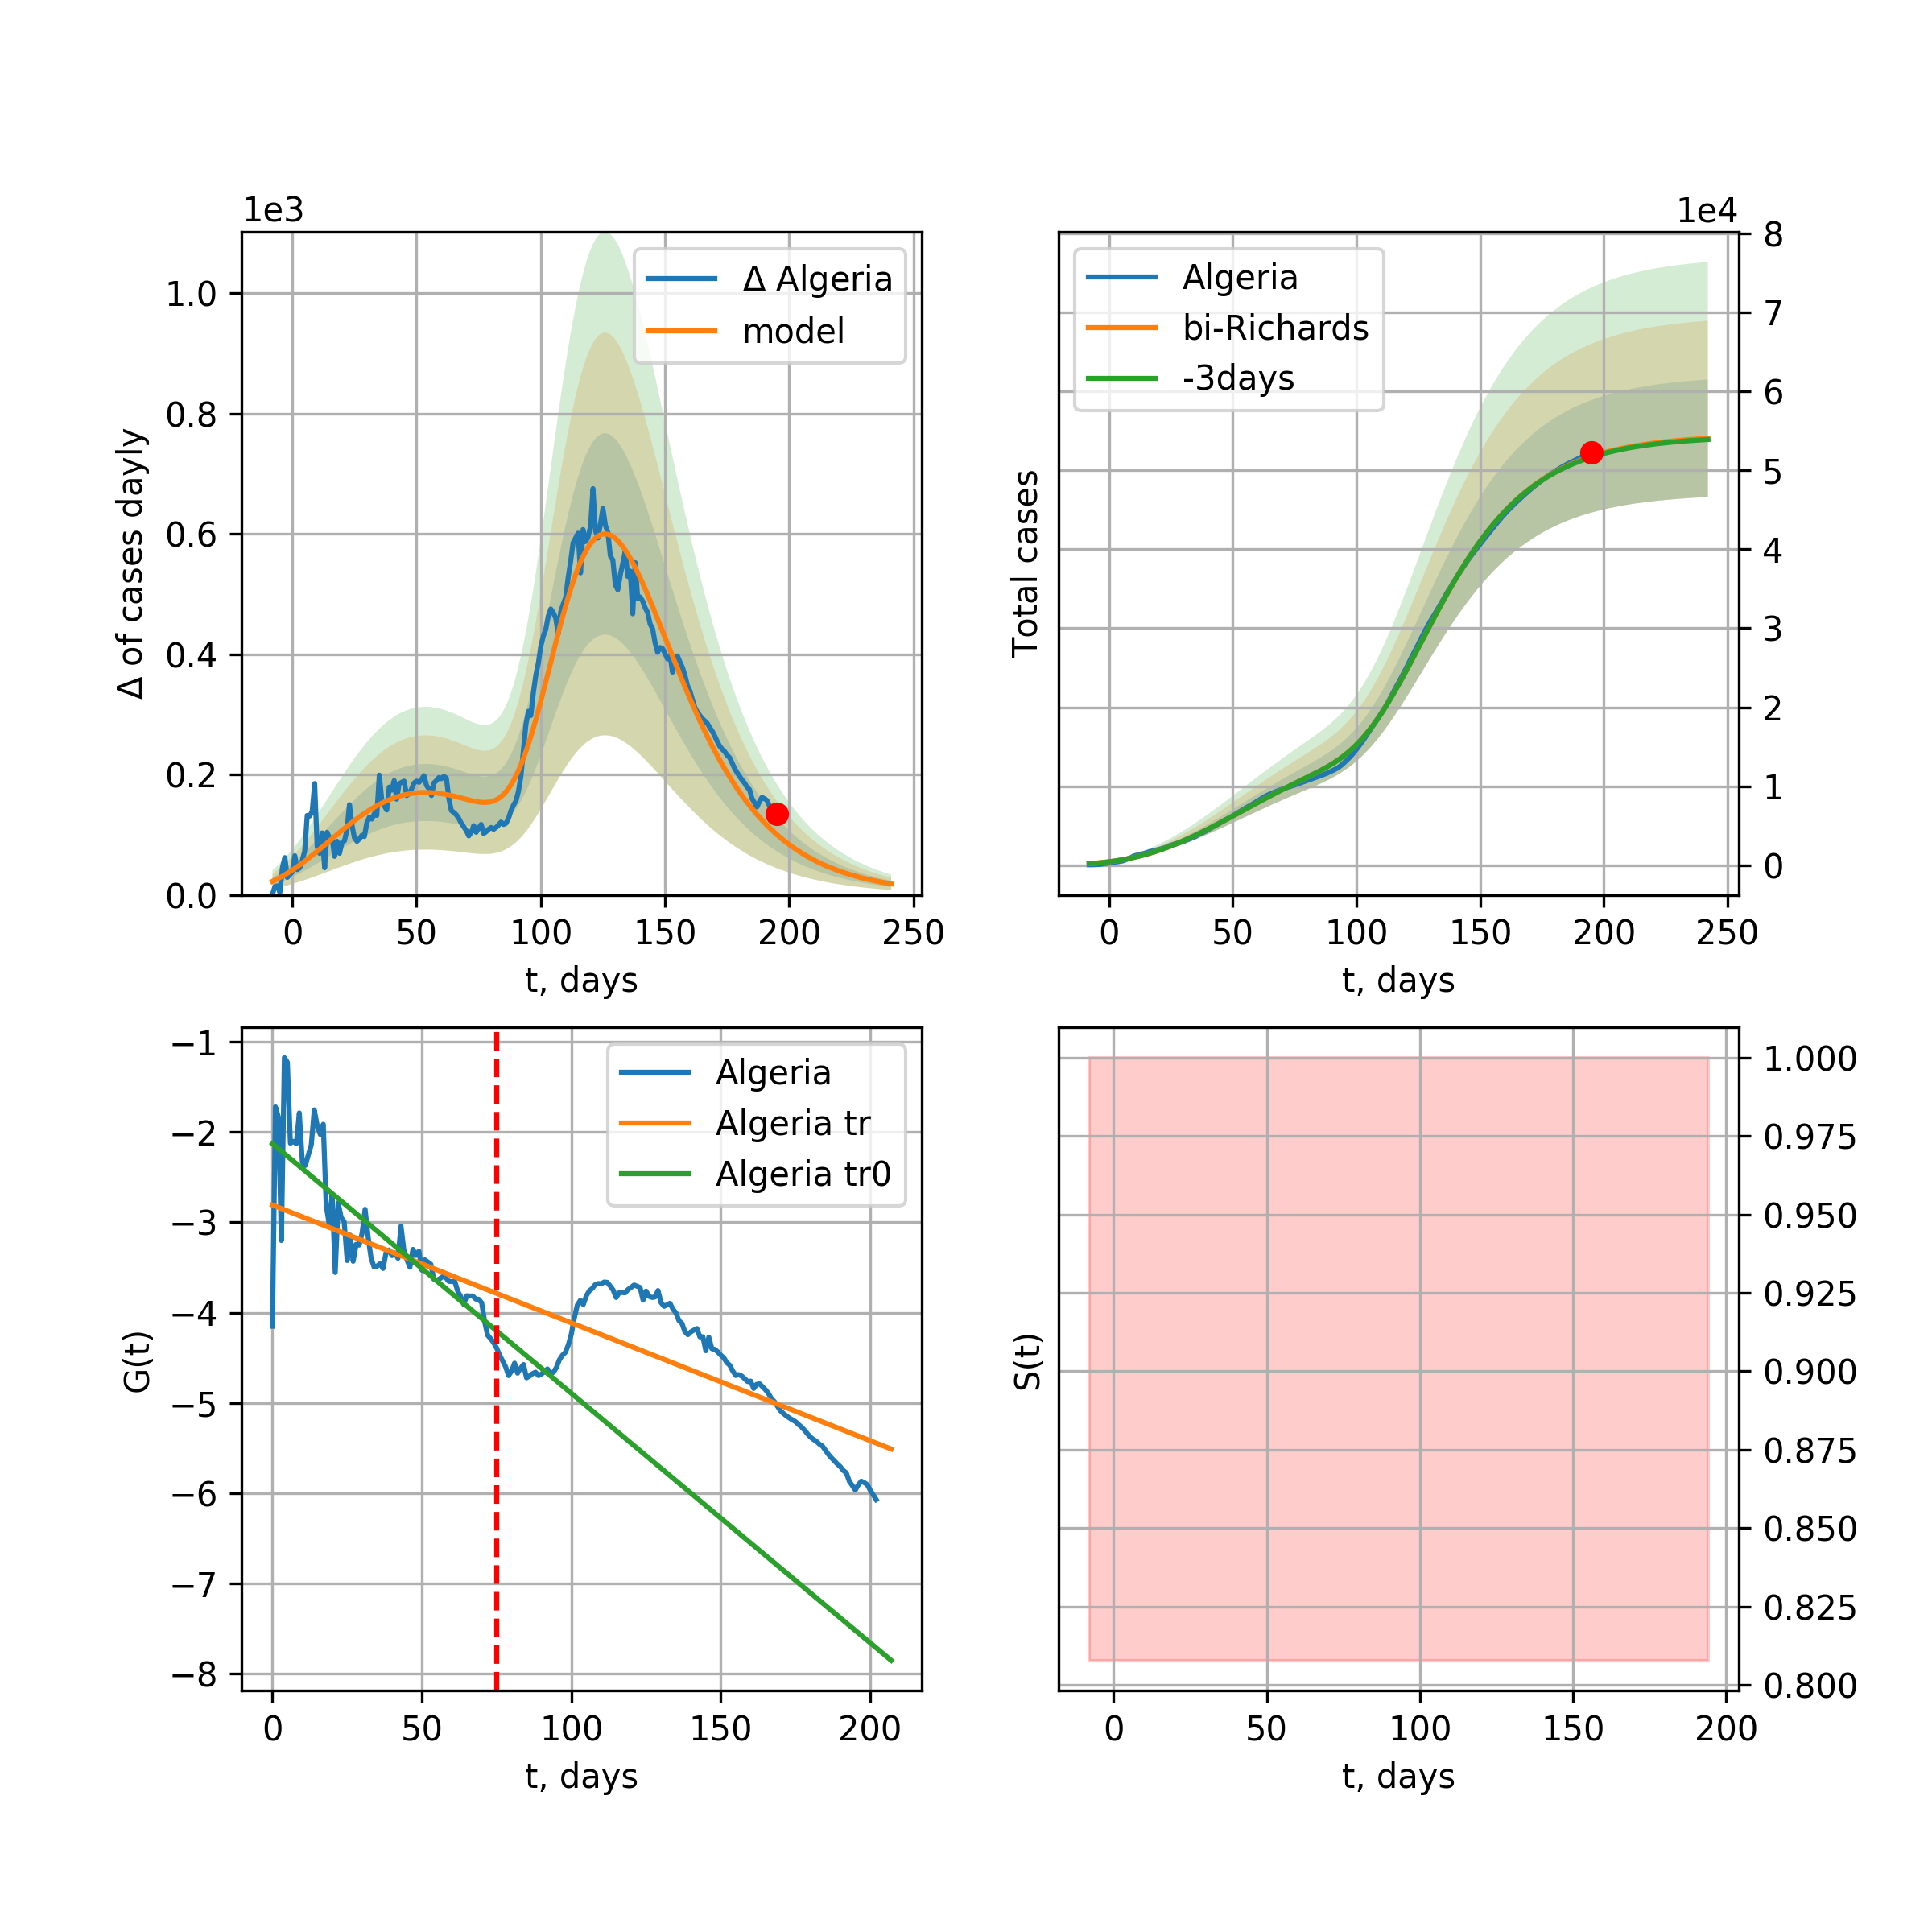 1e3
Δ of cases dayly
1.0
0.8
0.6
0.4
0.2
0.0
Δ Algeria
model
0 50 100 150 200 250
t, days
1e4
Total cases
Algeria
bi-Richards
-3days
8
7
6
5
4
3
2
1
0
0 50 100 150 200 250
t, days
G(t)
−1
−2
−3
−4
−5
−6
−7
−8
Algeria
Algeria tr
Algeria tr0
0 50 100 150 200
t, days
S(t)
1.000
0.975
0.950
0.925
0.900
0.875
0.850
0.825
0.800
0 50 100 150 200
t, days